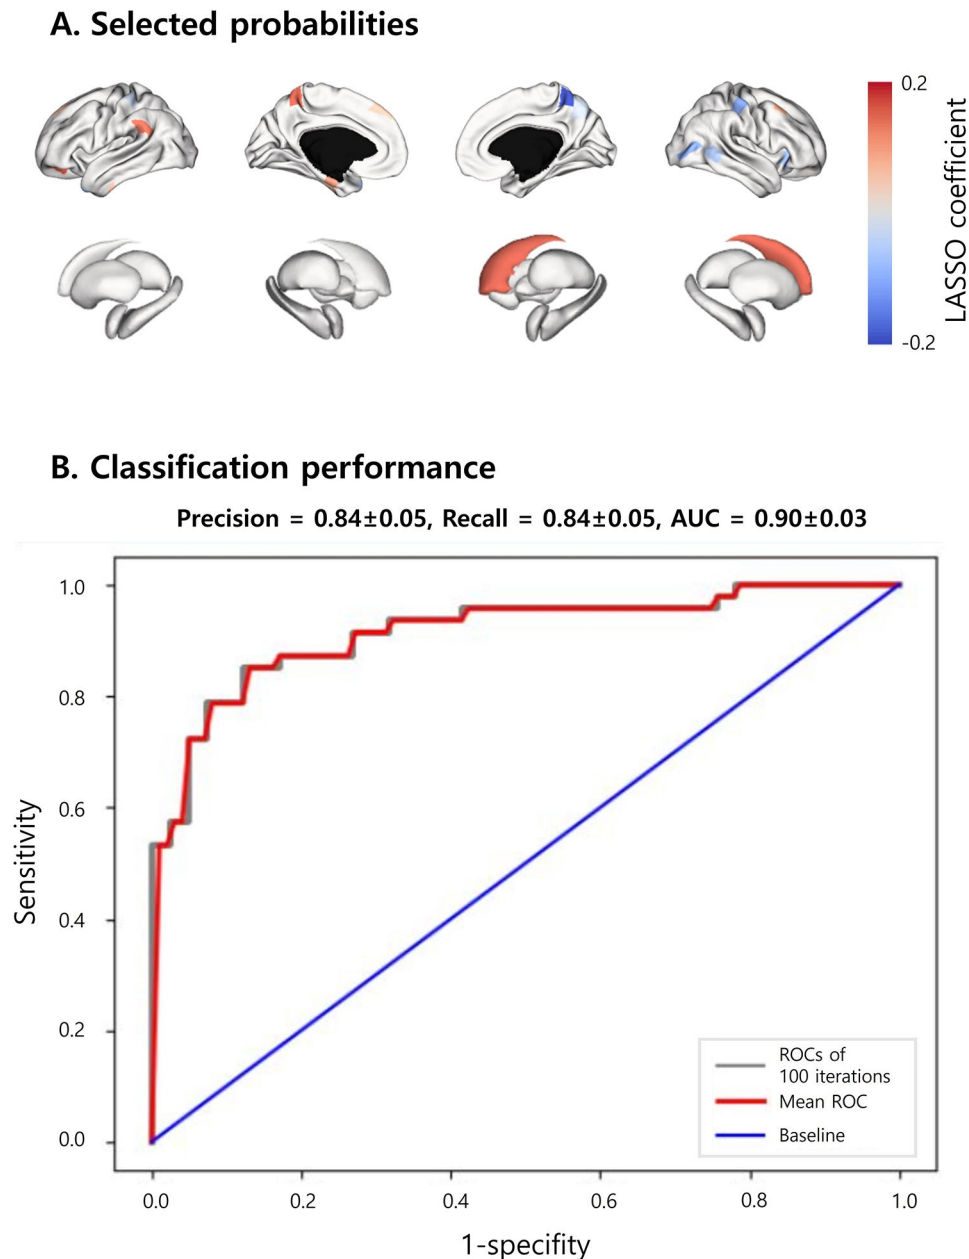 A. Selected probabilities
0.2
LASSO coefficient
-0.2
B. Classification performance
Precision = 0.84±0.05, Recall = 0.84±0.05, AUC = 0.90±0.03
1.0
0.8
0.6
0.4
0.2
0.0
Sensitivity
ROCs of
100 iterations
Mean ROC
Baseline
0.0 0.2 0.4 0.6 0.8 1.0
1-specifity